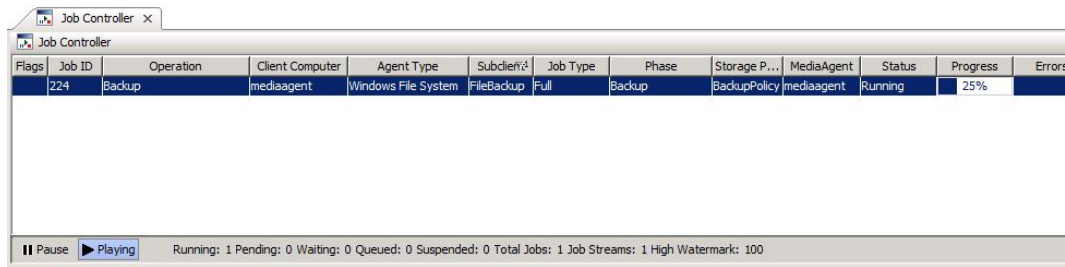 Job Controller
Job Controller
Flags Job ID Operation Client Computer Agent Type Subclient Job Type Phase Storage P... MediaAgent Status Progress Errors
224 Backup mediaagent Windows File System FileBackup Full Backup BackupPolicy mediaagent Running 25%
Pause Playing Running: 1 Pending: 0 Waiting: 0 Queued: 0 Suspended: 0 Total Jobs: 1 Job Streams: 1 High Watermark: 100